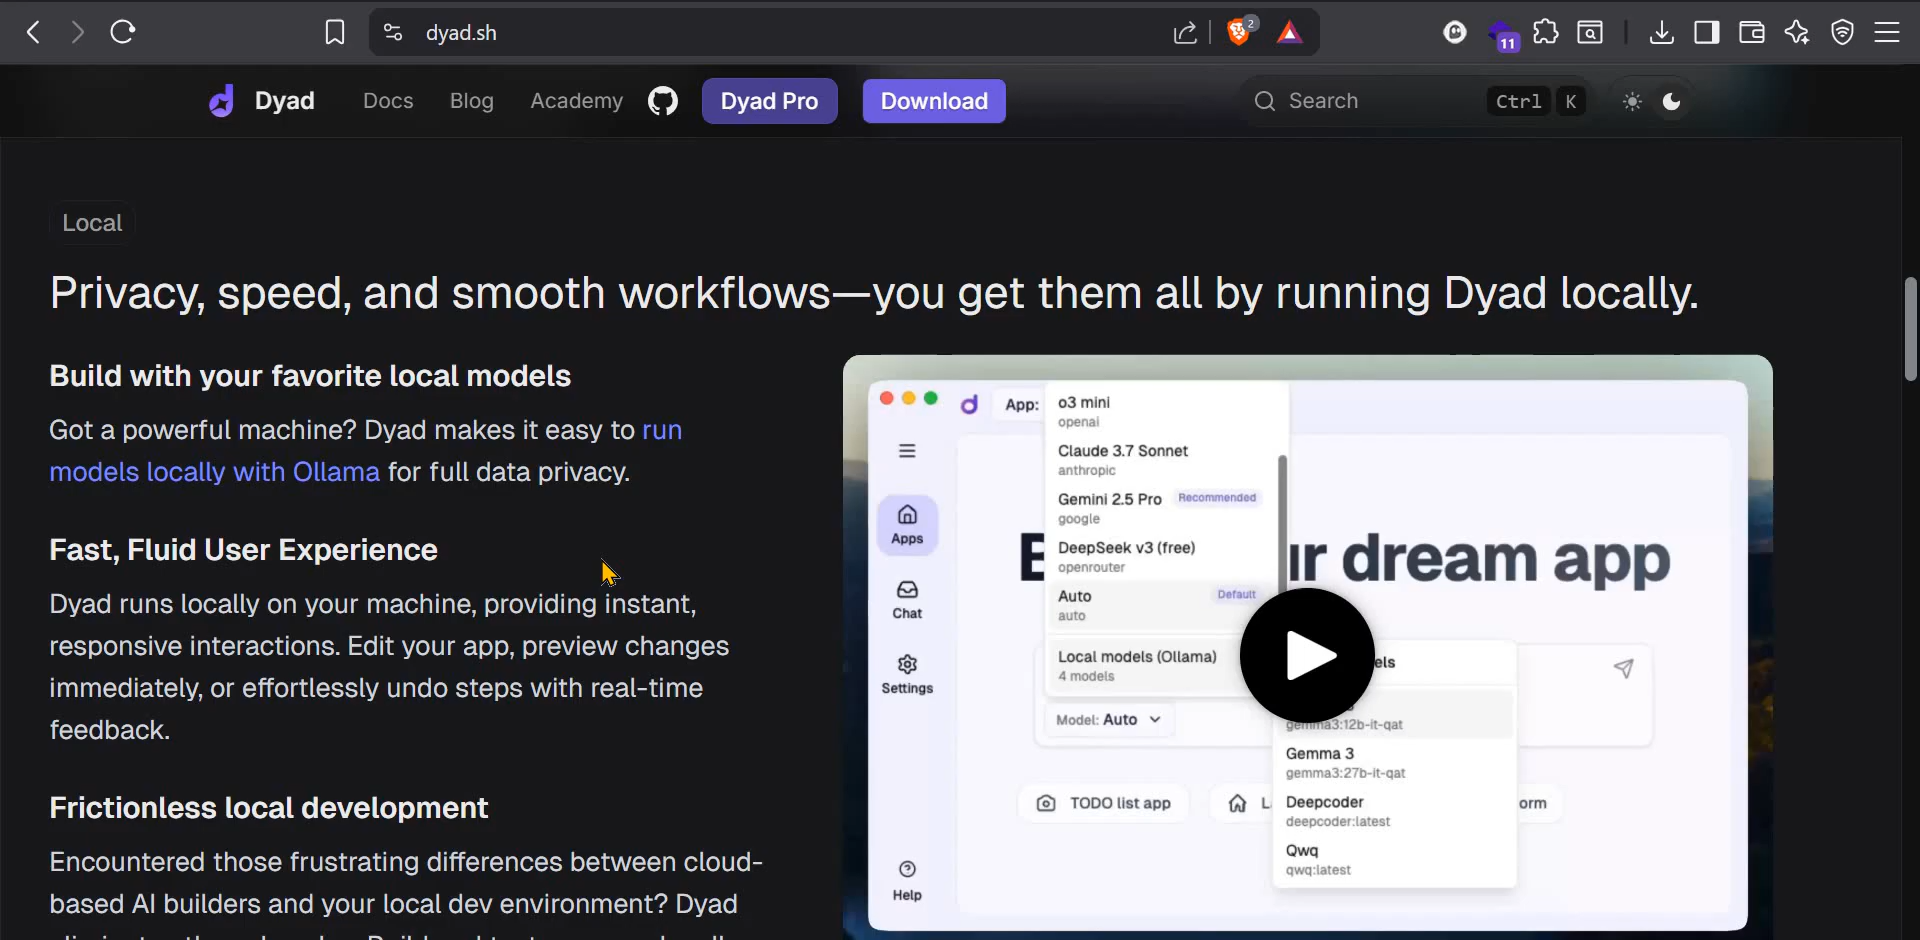 dyad.sh
2
11
Dyad
Docs
Blog
Academy
Dyad Pro
Download
Search
Ctrl K
Local
Privacy, speed, and smooth workflows—you get them all by running Dyad locally.
Build with your favorite local models
Got a powerful machine? Dyad makes it easy to run
models locally with Ollama for full data privacy.
Fast, Fluid User Experience
Dyad runs locally on your machine, providing instant,
responsive interactions. Edit your app, preview changes
immediately, or effortlessly undo steps with real-time
feedback.
Frictionless local development
Encountered those frustrating differences between cloud-
based AI builders and your local dev environment? Dyad
App:
Apps
Chat
Settings
Help
o3 mini
openai
Claude 3.7 Sonnet
anthropic
Gemini 2.5 Pro Recommended
google
DeepSeek v3 (free)
openrouter
Auto Default
auto
Local models (Ollama)
4 models
Model: Auto
dream app
TODO list app
gemma3:12b-it-qat
Gemma 3
gemma3:27b-it-qat
Deepcoder
deepcoder:latest
Qwq
qwq:latest